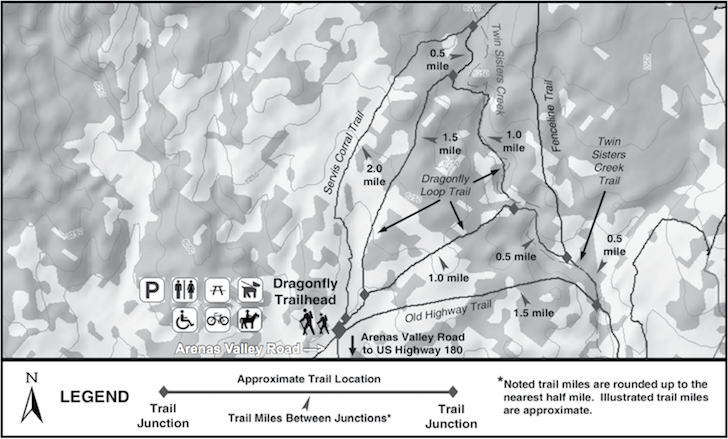 0.5
mile
Twin Sisters Creek
Servis Corral Trail
2.0
mile
1.5
mile
1.0
mile
Fenceline Trail
Twin
Sisters
Creek
Trail
Dragonfly
Loop Trail
0.5 mile
0.5
mile
1.0 mile
P
Dragonfly
Trailhead
Old Highway Trail
1.5 mile
Arenas Valley Road
Arenas Valley Road
to US Highway 180
N
LEGEND
Approximate Trail Location
Trail
Junction
Trail Miles Between Junctions*
Trail
Junction
*Noted trail miles are rounded up to the
nearest half mile. Illustrated trail miles
are approximate.